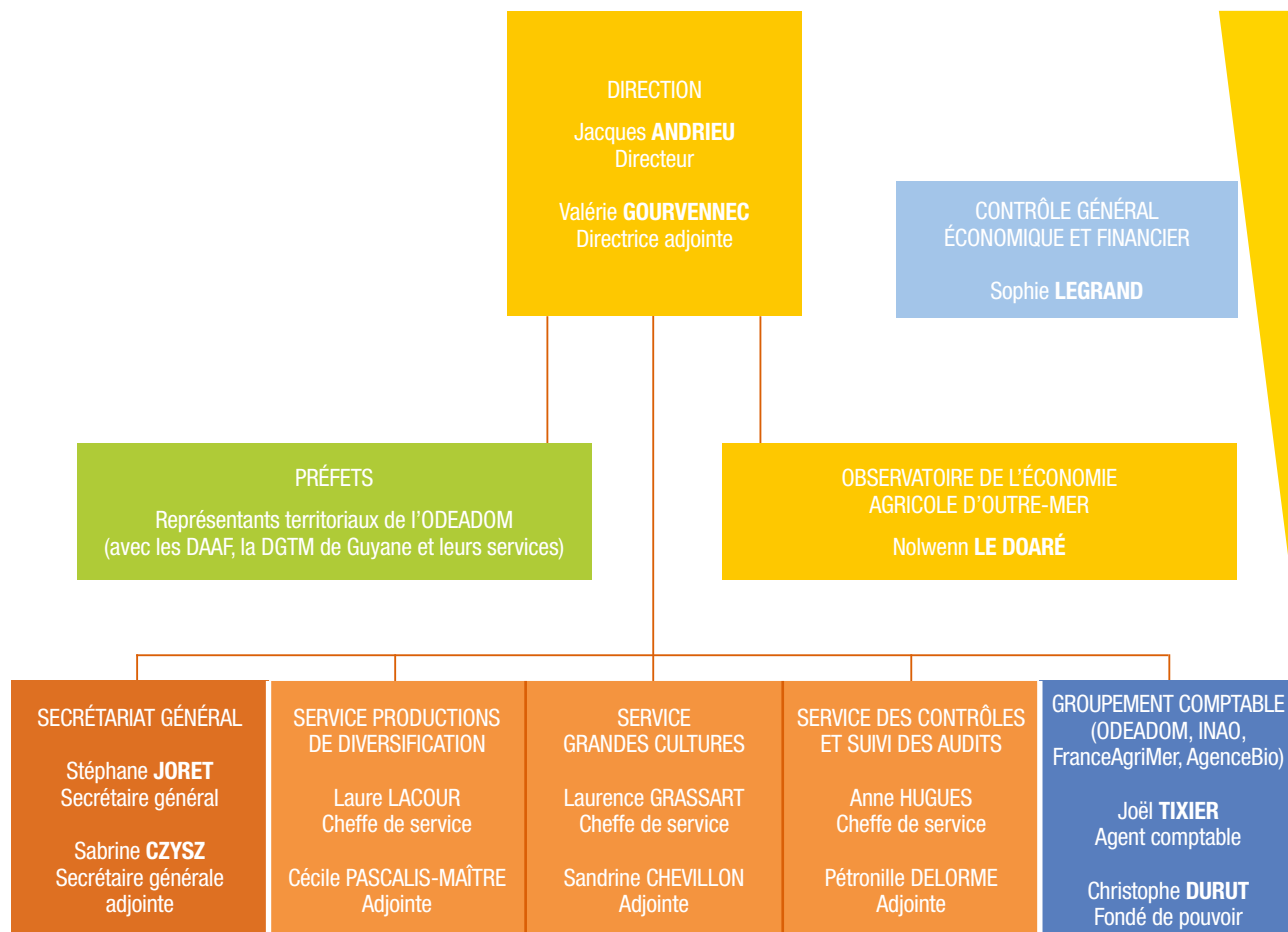 DIRECTION
Jacques ANDRIEU
Directeur
Valérie GOURVENNEC
Directrice adjointe
CONTRÔLE GÉNÉRAL
ÉCONOMIQUE ET FINANCIER
Sophie LEGRAND
PRÉFETS
Représentants territoriaux de l'ODEADOM
(avec les DAAF, la DGTM de Guyane et leurs services)
OBSERVATOIRE DE L'ÉCONOMIE
AGRICOLE D'OUTRE-MER
Nolwenn LE DOARÉ
SECRÉTARIAT GÉNÉRAL
Stéphane JORET
Secrétaire général
Sabrine CZYSZ
Secrétaire générale
adjointe
SERVICE PRODUCTIONS
DE DIVERSIFICATION
Laure LACOUR
Cheffe de service
Cécile PASCALIS-MAÎTRE
Adjointe
SERVICE
GRANDES CULTURES
Laurence GRASSART
Cheffe de service
Sandrine CHEVILLON
Adjointe
SERVICE DES CONTRÔLES
ET SUIVI DES AUDITS
Anne HUGUES
Cheffe de service
Pétronille DELORME
Adjointe
GROUPEMENT COMPTABLE
(ODEADOM, INAO,
FranceAgriMer, AgenceBio)
Joël TIXIER
Agent comptable
Christophe DURUT
Fondé de pouvoir